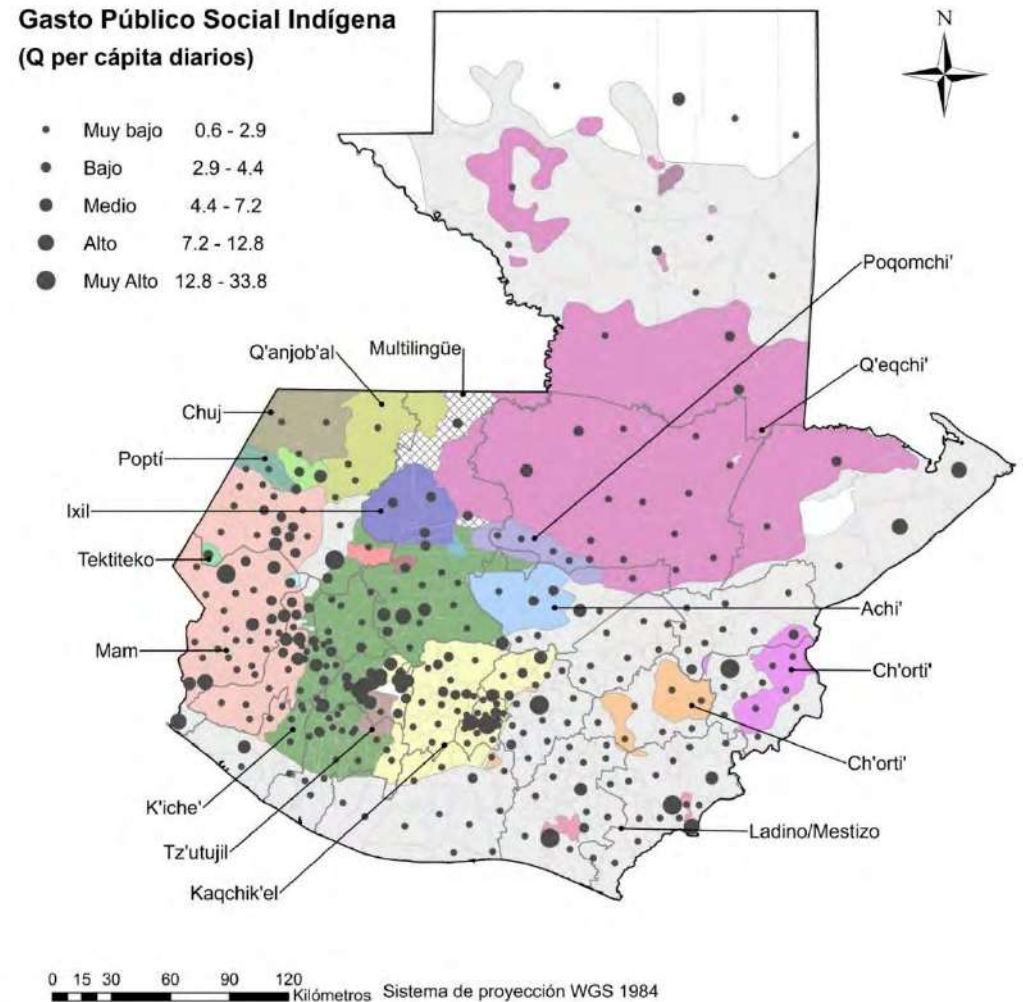 Gasto Público Social Indígena
(Q per cápita diarios)
N
Muy bajo 0.6 - 2.9
Bajo 2.9 - 4.4
Medio 4.4 - 7.2
Alto 7.2 - 12.8
Muy Alto 12.8 - 33.8
Poqomchi'
Q'anjob'al
Multilingüe
Q'eqchi'
Chuj
Poptí
Ixil
Tektiteko
Achi'
Mam
Ch'orti'
Ch'orti'
K'iche'
Ladino/Mestizo
Tz'utujil
Kaqchik'el
0 15 30 60 90 120
Kilómetros Sistema de proyección WGS 1984